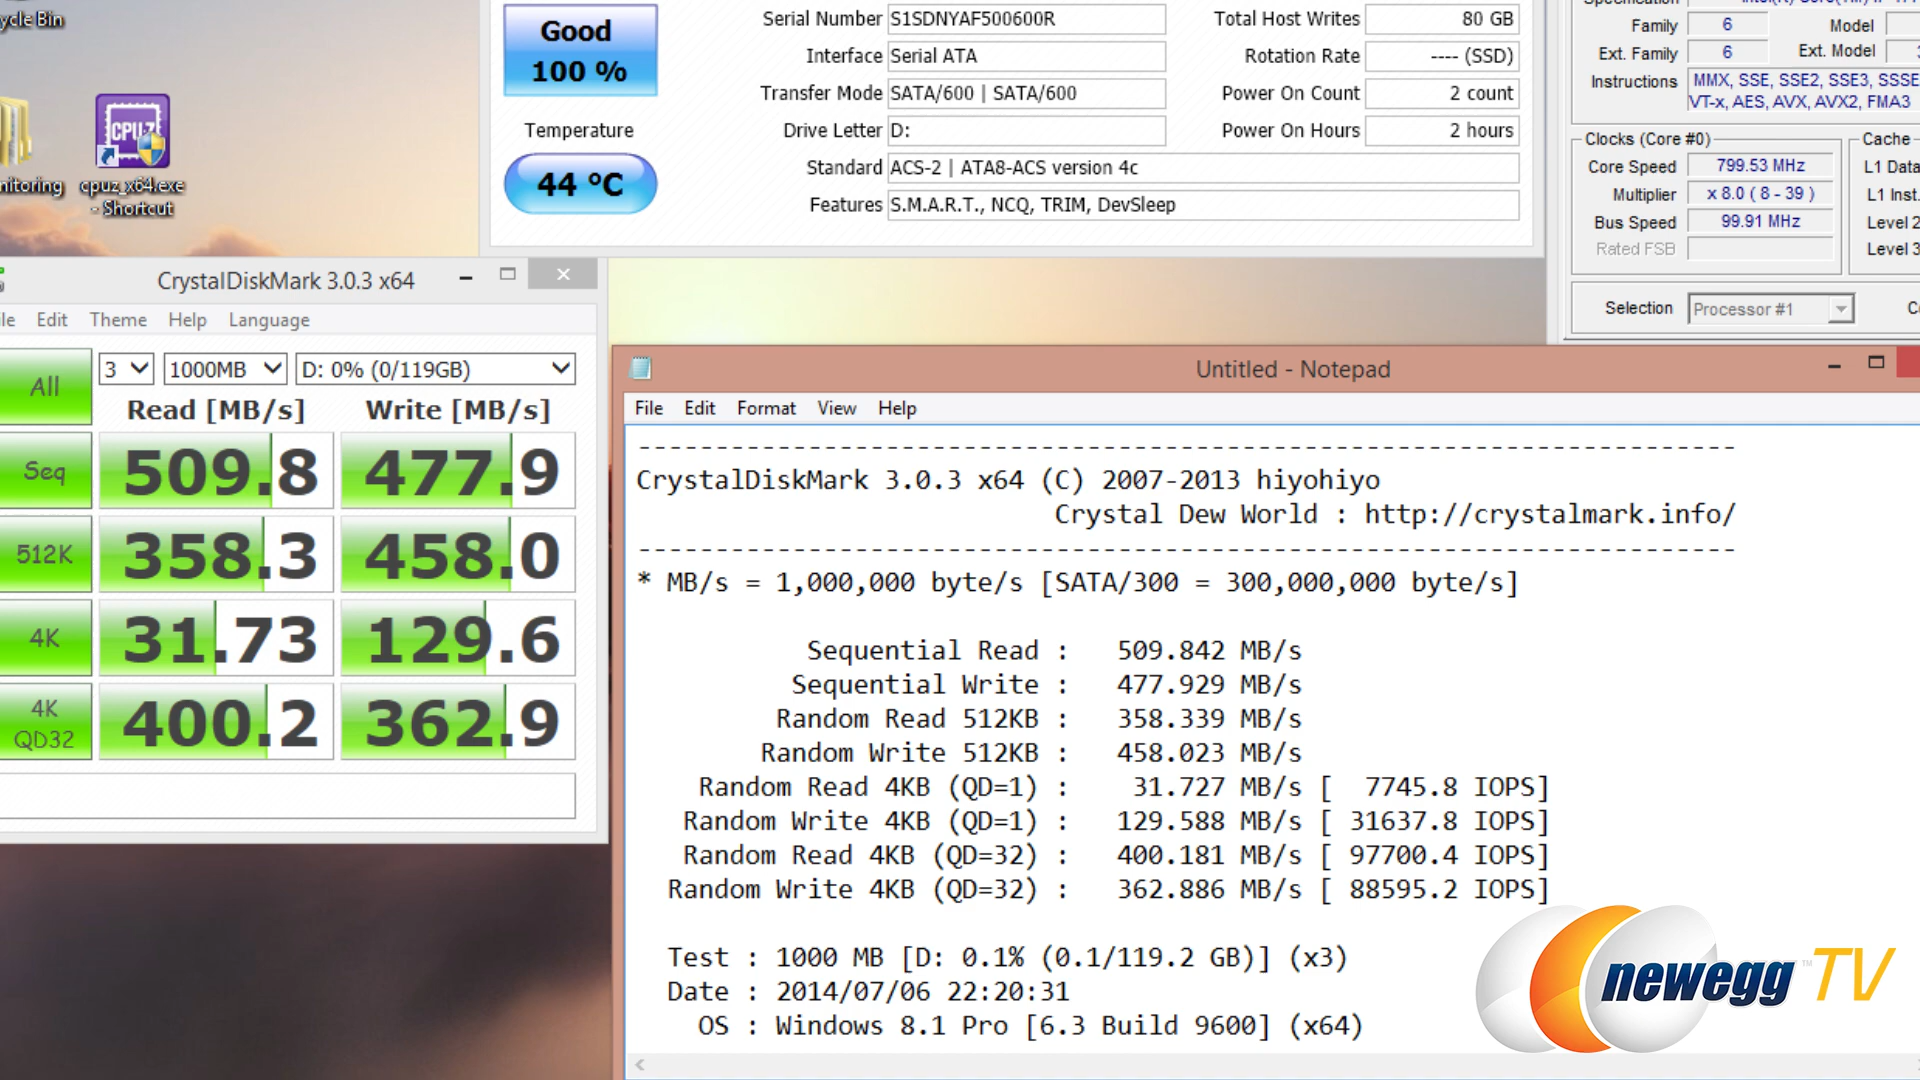 ycle Bin
nitoring
CPU-Z
cpuz_x64.exe
- Shortcut
Good
100 %
Temperature
44 °C
Serial Number S1SDNYAF500600R
Interface Serial ATA
Transfer Mode SATA/600 | SATA/600
Drive Letter D:
Standard ACS-2 | ATA8-ACS version 4c
Features S.M.A.R.T., NCQ, TRIM, DevSleep
Total Host Writes 80 GB
Rotation Rate ---- (SSD)
Power On Count 2 count
Power On Hours 2 hours
Family 6 Model
Ext. Family 6 Ext. Model
Instructions MMX, SSE, SSE2, SSE3, SSSE
VT-x, AES, AVX, AVX2, FMA3
Clocks (Core #0)
Core Speed 799.53 MHz
Multiplier x 8.0 ( 8 - 39 )
Bus Speed 99.91 MHz
Rated FSB
Cache
L1 Data
L1 Inst.
Level 2
Level 3
Selection Processor #1
CrystalDiskMark 3.0.3 x64
le Edit Theme Help Language
All 3 1000MB D: 0% (0/119GB)
Read [MB/s] Write [MB/s]
Seq 509.8 477.9
512K 358.3 458.0
4K 31.73 129.6
4K QD32 400.2 362.9
Untitled - Notepad
File Edit Format View Help
-----------------------------------------------------------------------
CrystalDiskMark 3.0.3 x64 (C) 2007-2013 hiyohiyo
Crystal Dew World : http://crystalmark.info/
-----------------------------------------------------------------------
* MB/s = 1,000,000 byte/s [SATA/300 = 300,000,000 byte/s]
Sequential Read : 509.842 MB/s
Sequential Write : 477.929 MB/s
Random Read 512KB : 358.339 MB/s
Random Write 512KB : 458.023 MB/s
Random Read 4KB (QD=1) : 31.727 MB/s [ 7745.8 IOPS]
Random Write 4KB (QD=1) : 129.588 MB/s [ 31637.8 IOPS]
Random Read 4KB (QD=32) : 400.181 MB/s [ 97700.4 IOPS]
Random Write 4KB (QD=32) : 362.886 MB/s [ 88595.2 IOPS]
Test : 1000 MB [D: 0.1% (0.1/119.2 GB)] (x3)
Date : 2014/07/06 22:20:31
OS : Windows 8.1 Pro [6.3 Build 9600] (x64)
newegg™ TV